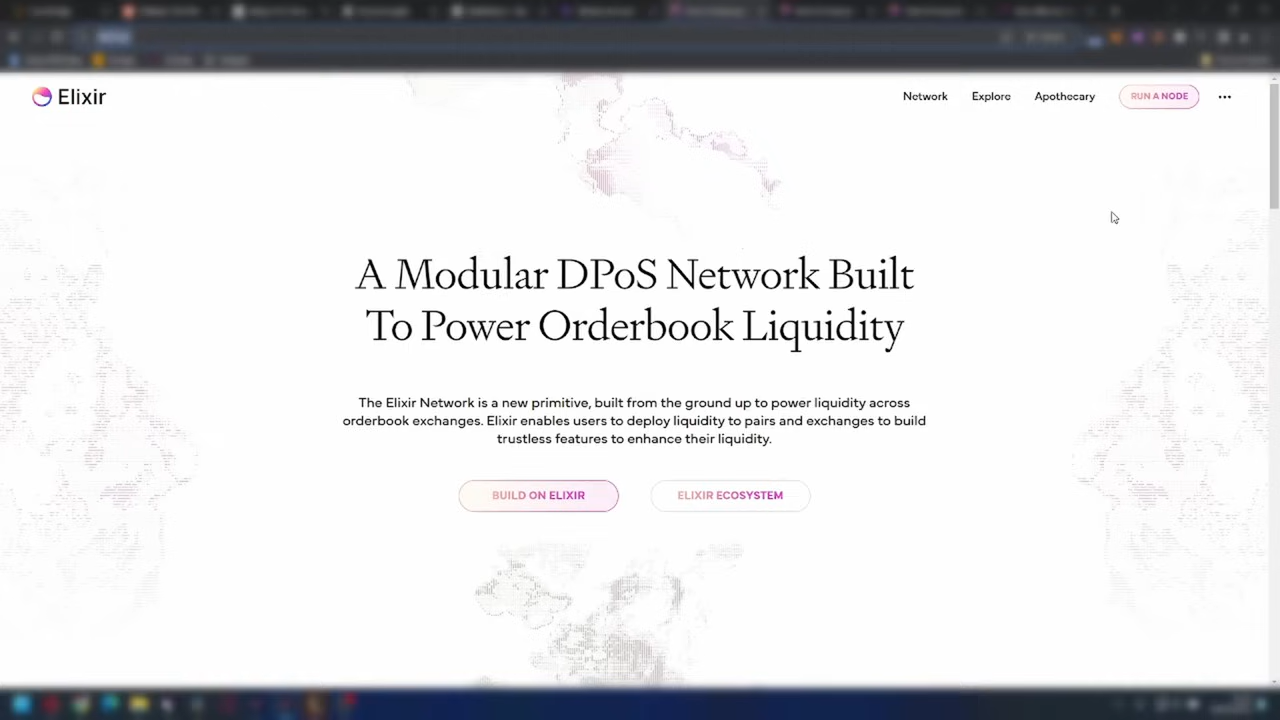 Elixir
Network
Explore
Apothecary
RUN A NODE
A Modular DPoS Network Built
To Power Orderbook Liquidity
The Elixir Network is a new primitive, built from the ground up to power liquidity across
orderbook exchanges. Elixir enables users to deploy liquidity to pairs and exchanges to build
trustless features to enhance their liquidity.
BUILD ON ELIXIR
ELIXIR ECOSYSTEM